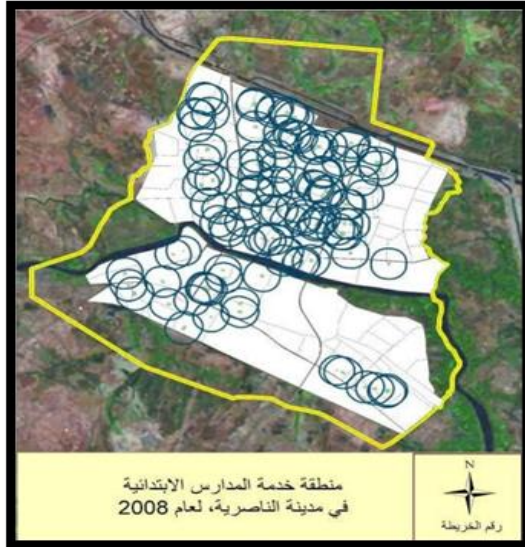 منطقة خدمة المدارس الابتدائية
في مدينة الناصرية، لعام 2008
N
رقم الخريطة